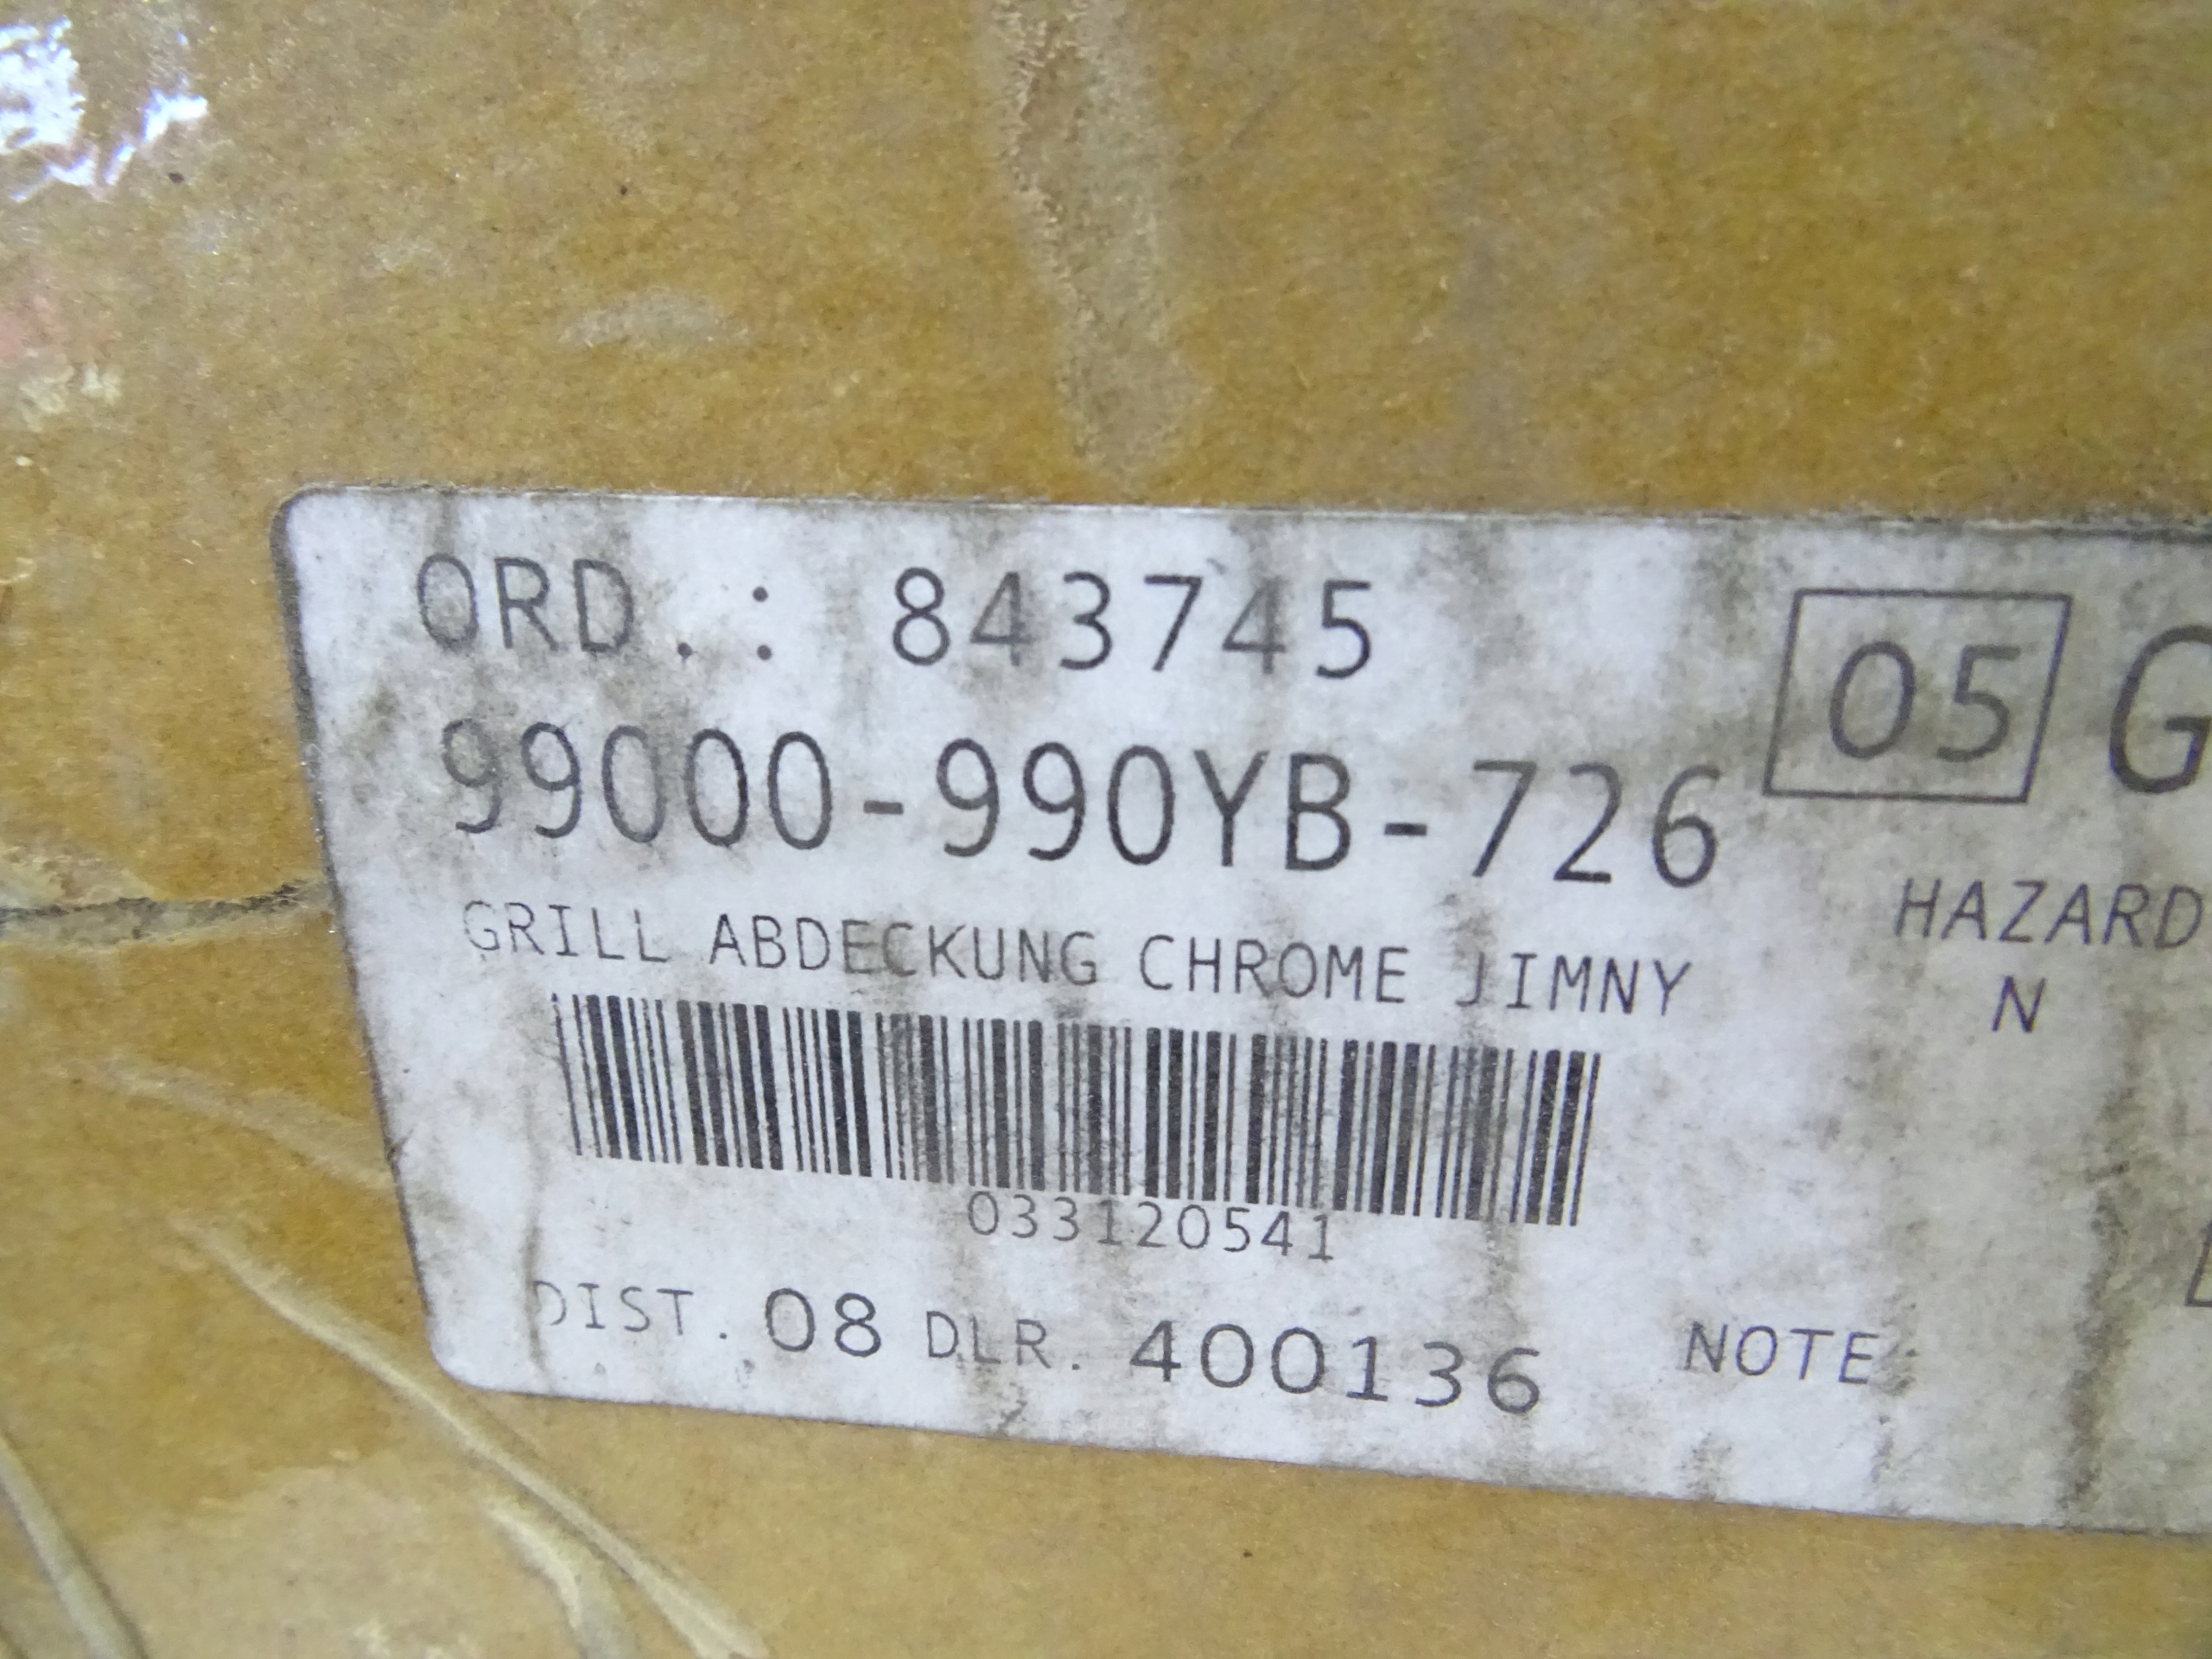 ORD.: 843745
05 G
99000-990YB-726
HAZARD
GRILL ABDECKUNG CHROME JIMNY
N
033120541
DIST. 08 DLR. 400136 NOTE